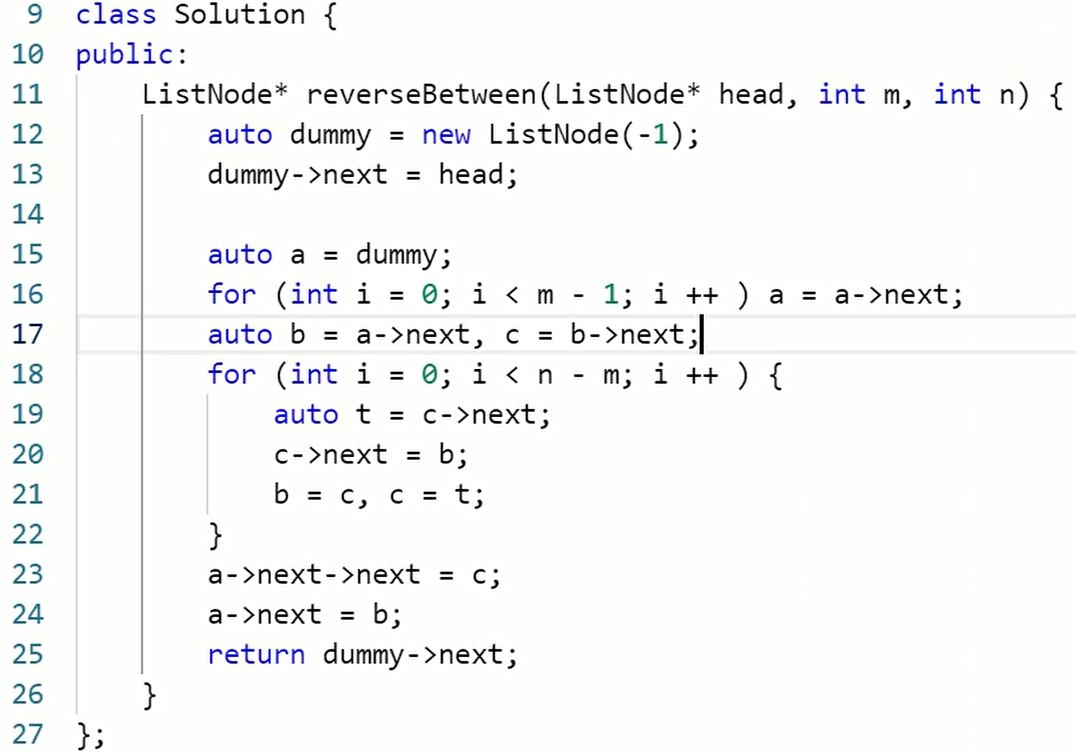 9 class Solution {
10 public:
11     ListNode* reverseBetween(ListNode* head, int m, int n) {
12         auto dummy = new ListNode(-1);
13         dummy->next = head;
14
15         auto a = dummy;
16         for (int i = 0; i < m - 1; i ++ ) a = a->next;
17         auto b = a->next, c = b->next;
18         for (int i = 0; i < n - m; i ++ ) {
19             auto t = c->next;
20             c->next = b;
21             b = c, c = t;
22         }
23         a->next->next = c;
24         a->next = b;
25         return dummy->next;
26     }
27 };